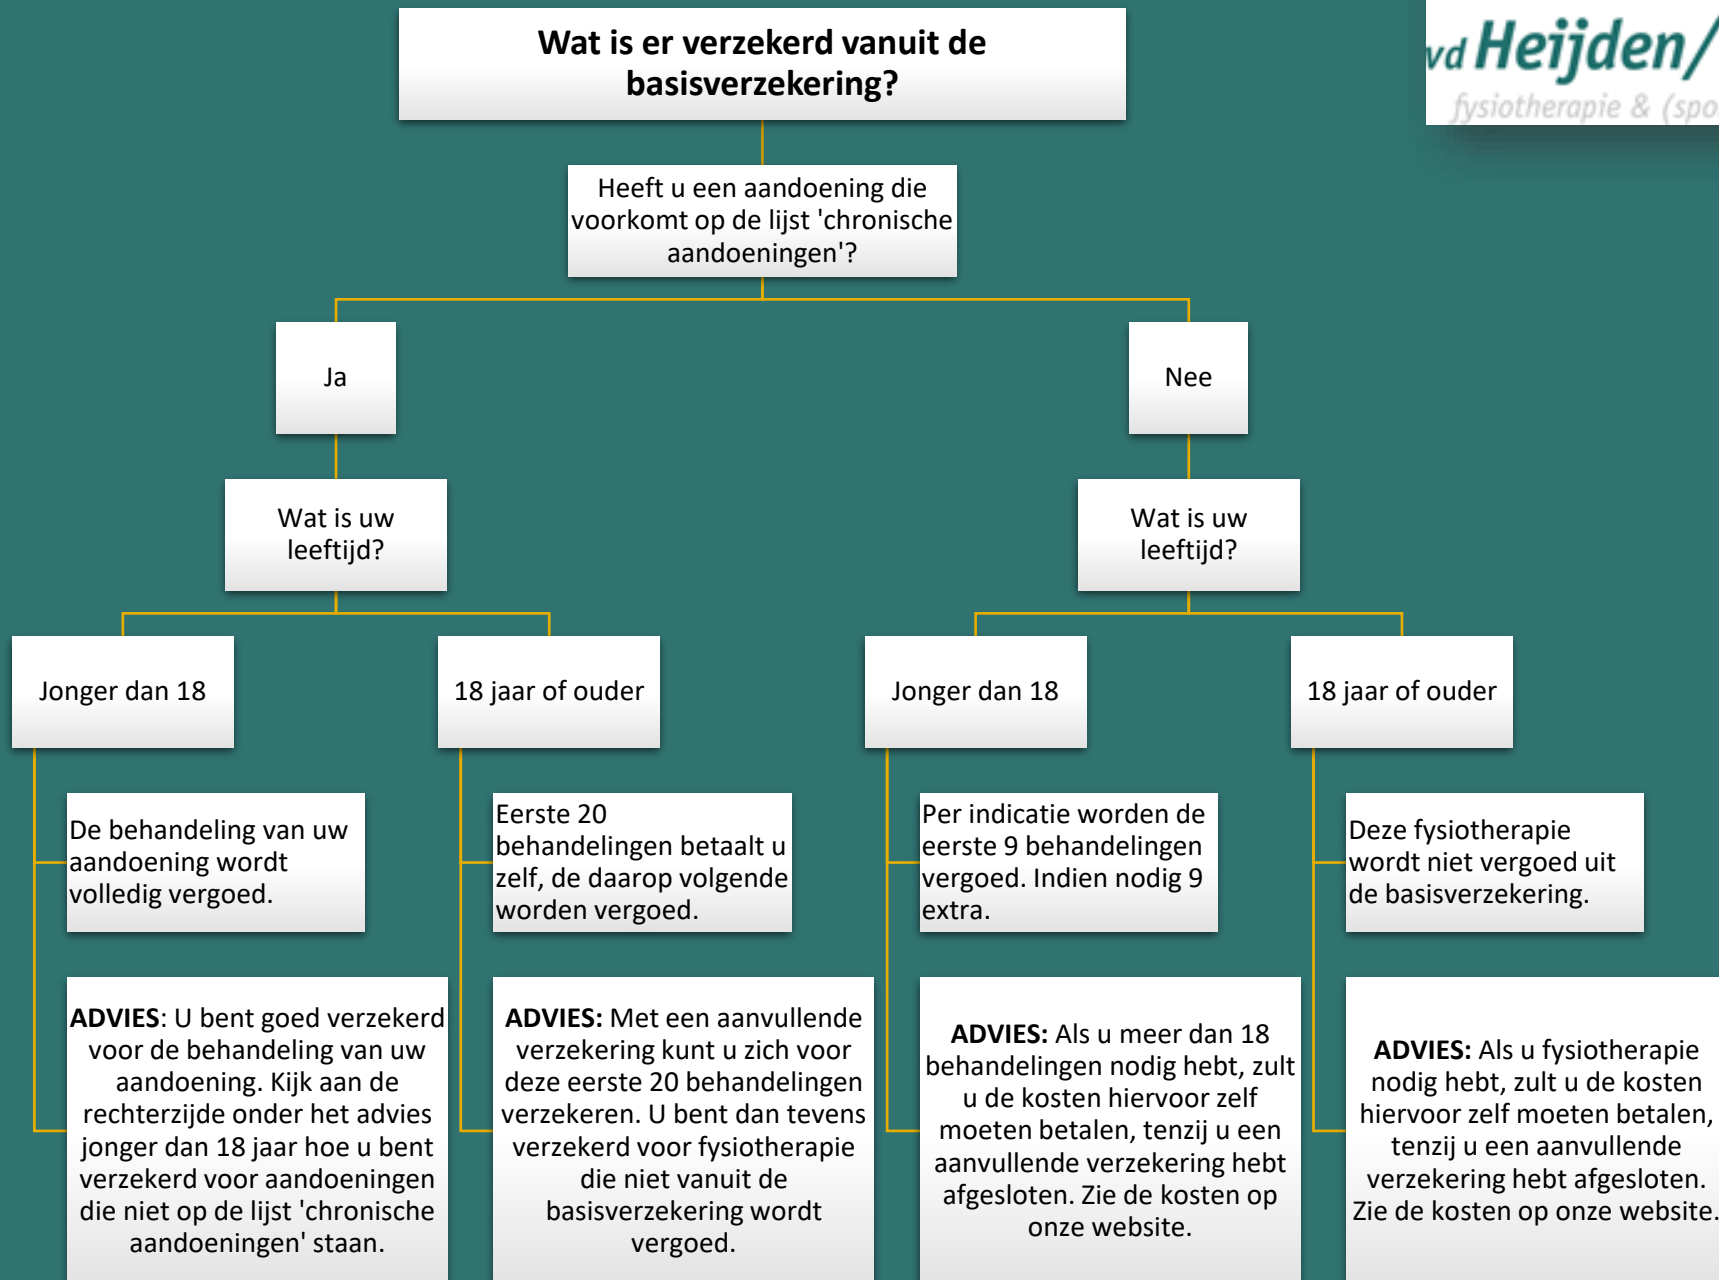 Wat is er verzekerd vanuit de
basisverzekering?
vd Heijden/
fysiotherapie &
Heeft u een aandoening die
voorkomt op de lijst 'chronische
aandoeningen'?
Ja
Nee
Wat is uw
leeftijd?
Wat is uw
leeftijd?
Jonger dan 18
18 jaar of ouder
Jonger dan 18
18 jaar of ouder
De behandeling van uw
aandoening wordt
volledig vergoed.
Eerste 20
behandelingen betaalt u
zelf, de daarop volgende
worden vergoed.
Per indicatie worden de
eerste 9 behandelingen
vergoed. Indien nodig 9
extra.
Deze fysiotherapie
wordt niet vergoed uit
de basisverzekering.
ADVIES: U bent goed verzekerd
voor de behandeling van uw
aandoening. Kijk aan de
rechterzijde onder het advies
jonger dan 18 jaar hoe u bent
verzekerd voor aandoeningen
die niet op de lijst 'chronische
aandoeningen' staan.
ADVIES: Met een aanvullende
verzekering kunt u zich voor
deze eerste 20 behandelingen
verzekeren. U bent dan tevens
verzekerd voor fysiotherapie
die niet vanuit de
basisverzekering wordt
vergoed.
ADVIES: Als u meer dan 18
behandelingen nodig hebt, zult
u de kosten hiervoor zelf
moeten betalen, tenzij u een
aanvullende verzekering hebt
afgesloten. Zie de kosten op
onze website.
ADVIES: Als u fysiotherapie
nodig hebt, zult u de kosten
hiervoor zelf moeten betalen,
tenzij u een aanvullende
verzekering hebt afgesloten.
Zie de kosten op onze website.